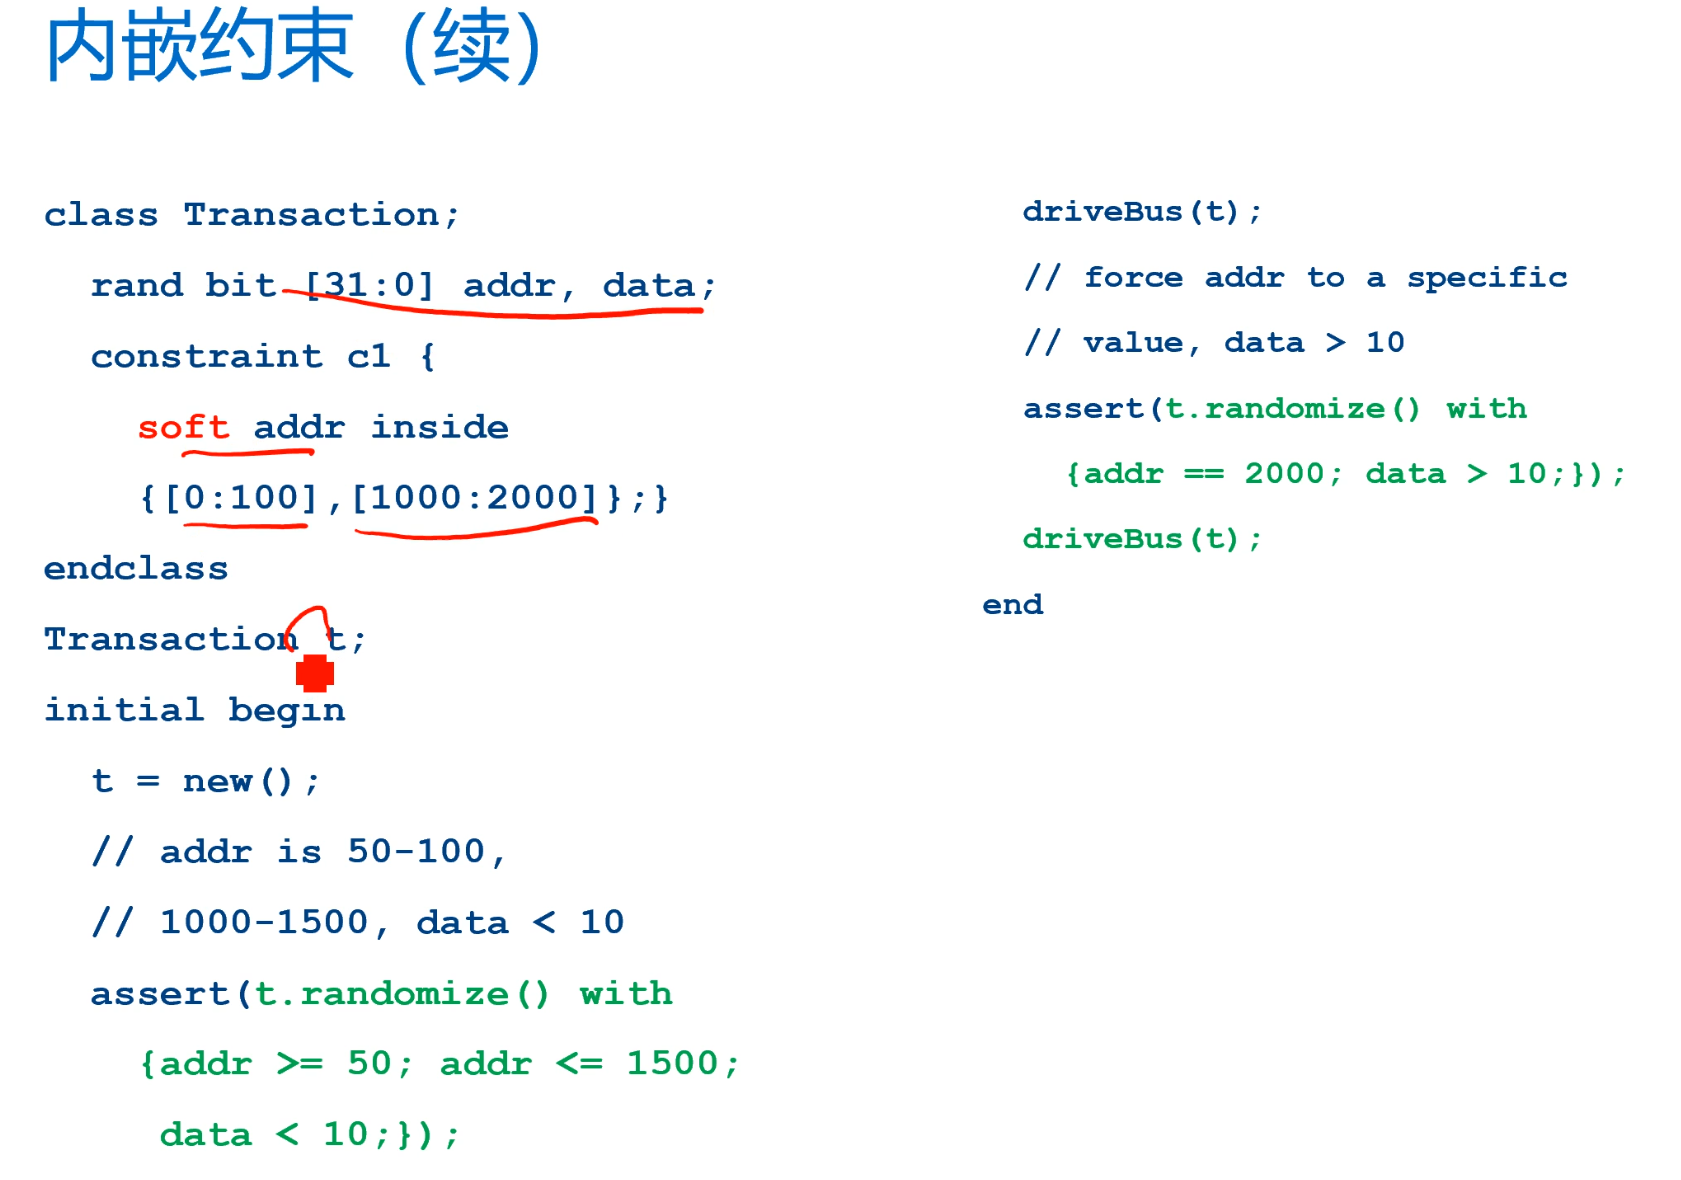 内嵌约束（续）
class Transaction;
rand bit [31:0] addr, data;
constraint c1 {
soft addr inside
{[0:100],[1000:2000]};}
endclass
Transaction t;
initial begin
t = new();
// addr is 50-100,
// 1000-1500, data < 10
assert(t.randomize() with
{addr >= 50; addr <= 1500;
data < 10;});
driveBus(t);
// force addr to a specific
// value, data > 10
assert(t.randomize() with
{addr == 2000; data > 10;});
driveBus(t);
end